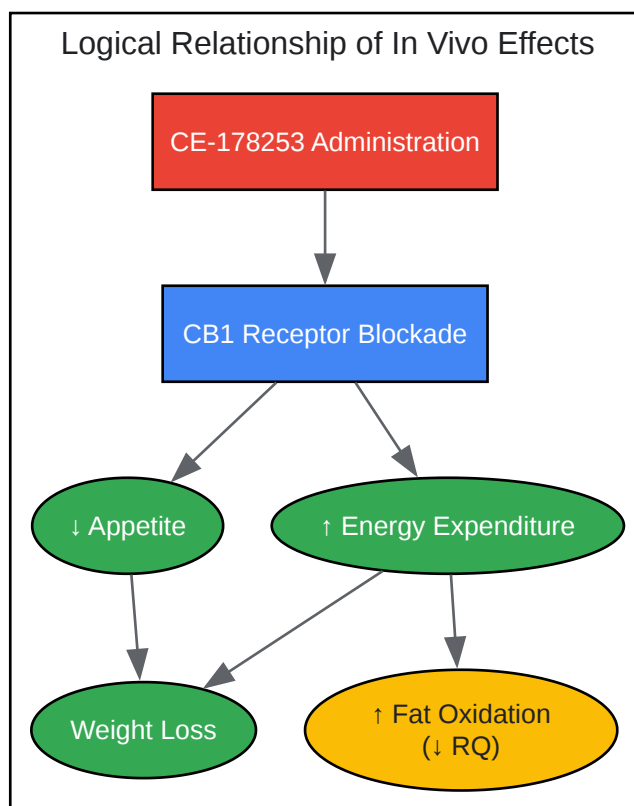 Logical Relationship of In Vivo Effects
CE-178253 Administration
CB1 Receptor Blockade
↓ Appetite
↑ Energy Expenditure
Weight Loss
↑ Fat Oxidation
(↓ RQ)